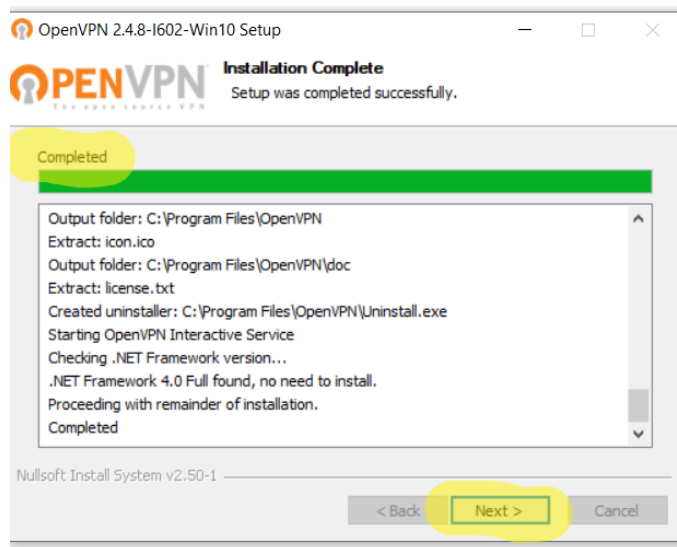 OpenVPN 2.4.8-I602-Win10 Setup
OPENVPN
The open source VPN
Installation Complete
Setup was completed successfully.
Completed
Output folder: C:\Program Files\OpenVPN
Extract: icon.ico
Output folder: C:\Program Files\OpenVPN\doc
Extract: license.txt
Created uninstaller: C:\Program Files\OpenVPN\Uninstall.exe
Starting OpenVPN Interactive Service
Checking .NET Framework version...
.NET Framework 4.0 Full found, no need to install.
Proceeding with remainder of installation.
Completed
Nullsoft Install System v2.50-1
< Back Next > Cancel